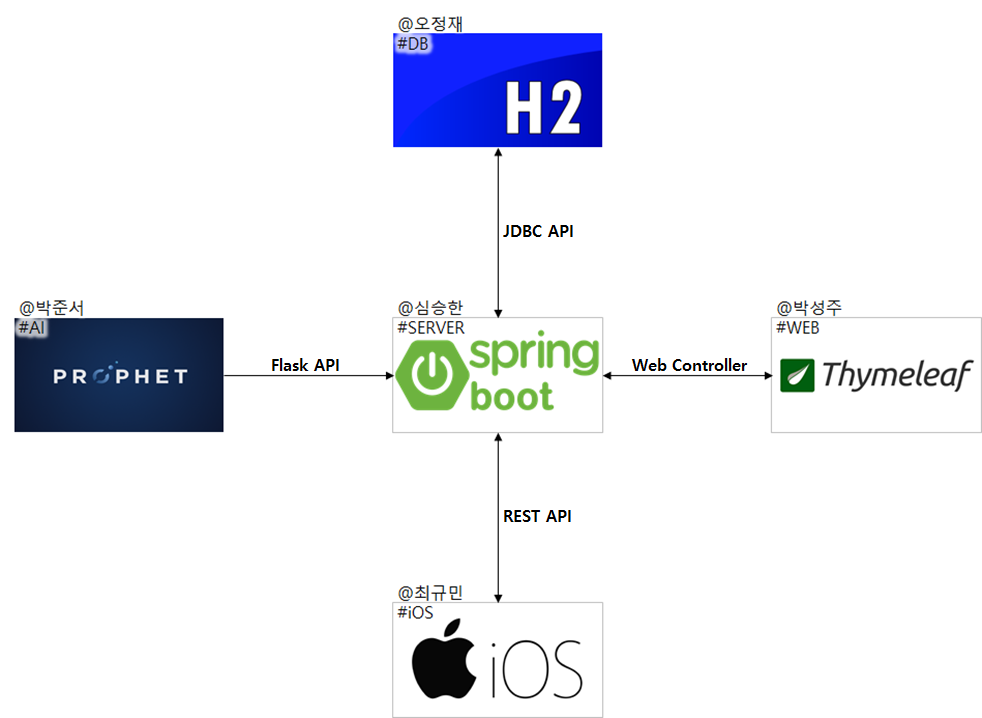 @오정재
#DB
H2
JDBC API
@박준서
#AI
PROPHET
Flask API
@심승한
#SERVER
spring
boot
Web Controller
@박성주
#WEB
Thymeleaf
REST API
@최규민
#iOS
iOS